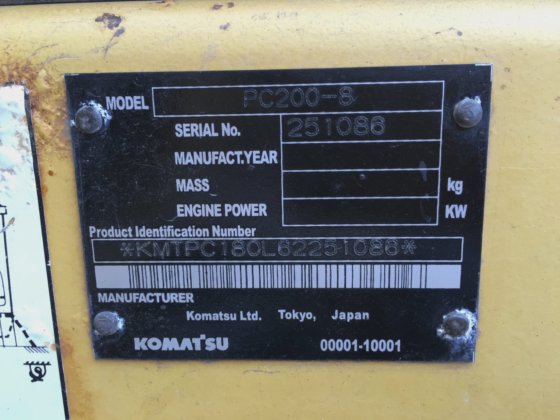 MODEL PC200-8
SERIAL No. 251086
MANUFACT.YEAR
MASS kg
ENGINE POWER KW
Product Identification Number
*KMTPC180L62251086*
MANUFACTURER
Komatsu Ltd. Tokyo, Japan
KOMATSU 00001-10001